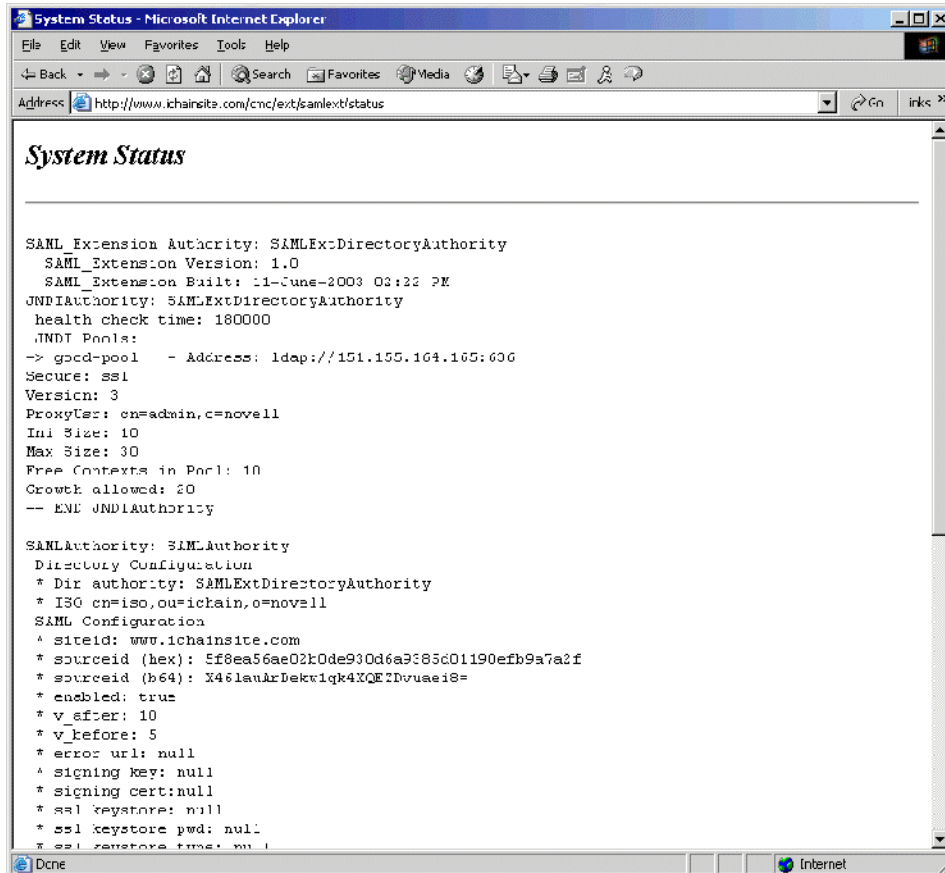 System Status - Microsoft Internet Explorer
File Edit View Favorites Tools Help
Back Search Favorites Media
Address http://www.ichainsite.com/cmc/ext/samlext/status Go inks »
System Status
SAML_Extension Authority: SAMLExtDirectoryAuthority
SAML_Extension Version: 1.0
SAML_Extension Built: 11-June-2003 02:22 PM
JNDIAuthority: SAMLExtDirectoryAuthority
health check time: 180000
JNDI Pools:
-> -pool - Address: ldap://151.155.164.165:636
Secure: ssl
Version: 3
ProxyUsr: cn=admin,o=novell
Ini Size: 10
Max Size: 30
Free Contexts in Pool: 10
Growth allowed: 20
-- END JNDIAuthority
SAMLAuthority: SAMLAuthority
Directory Configuration
* Dir authority: SAMLExtDirectoryAuthority
* ISO cn=iso,ou=ichain,o=novell
SAML Configuration
* siteid: www.ichainsite.com
* sourceid (hex):
* sourceid (b64):
* enabled: true
* v_after: 10
* v_before: 5
* error url: null
* signing key: null
* signing cert:null
* ssl keystore: null
* ssl keystore pwd: null
* ssl keystore type: null
Done Internet